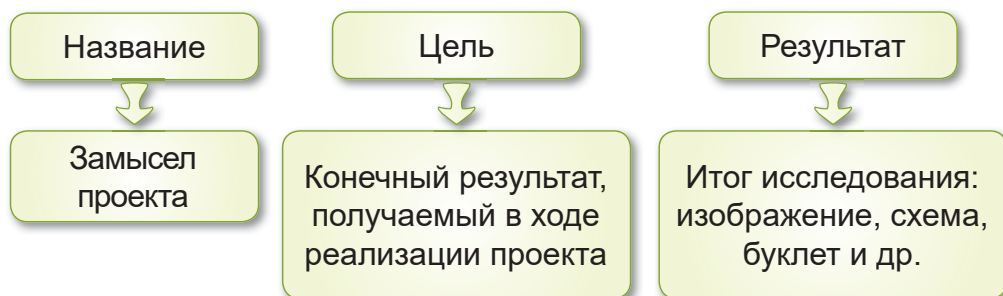 Название
Цель
Результат
Замысел
проекта
Конечный результат,
получаемый в ходе
реализации проекта
Итог исследования:
изображение, схема,
буклет и др.